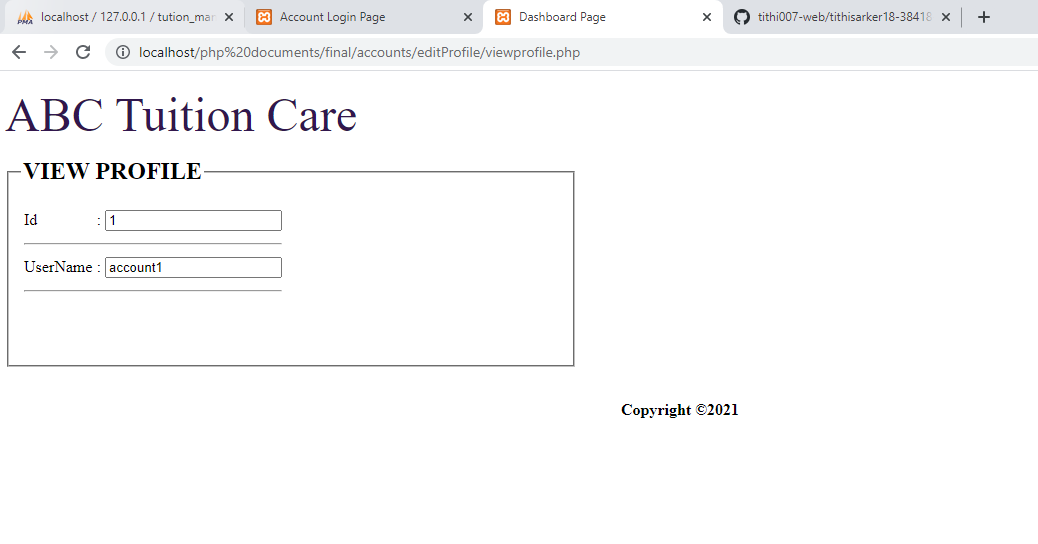 PMA localhost / 127.0.0.1 / tution_mar
Account Login Page
Dashboard Page
tithi007-web/tithisarker18-38418
localhost/php%20documents/final/accounts/editProfile/viewprofile.php
ABC Tuition Care
VIEW PROFILE
Id : 1
UserName : account1
Copyright ©2021